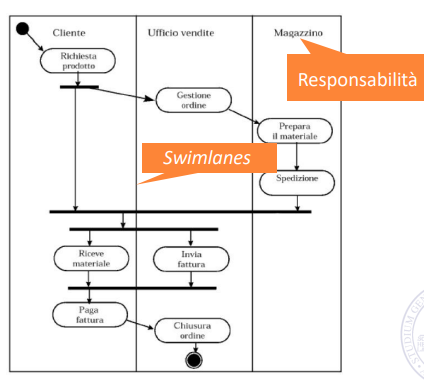 Cliente
Ufficio vendite
Magazzino
Responsabilità
Richiesta
prodotto
Gestione
ordine
Prepara
il materiale
Swimlanes
Spedizione
Riceve
materiale
Invia
fattura
Paga
fattura
Chiusura
ordine